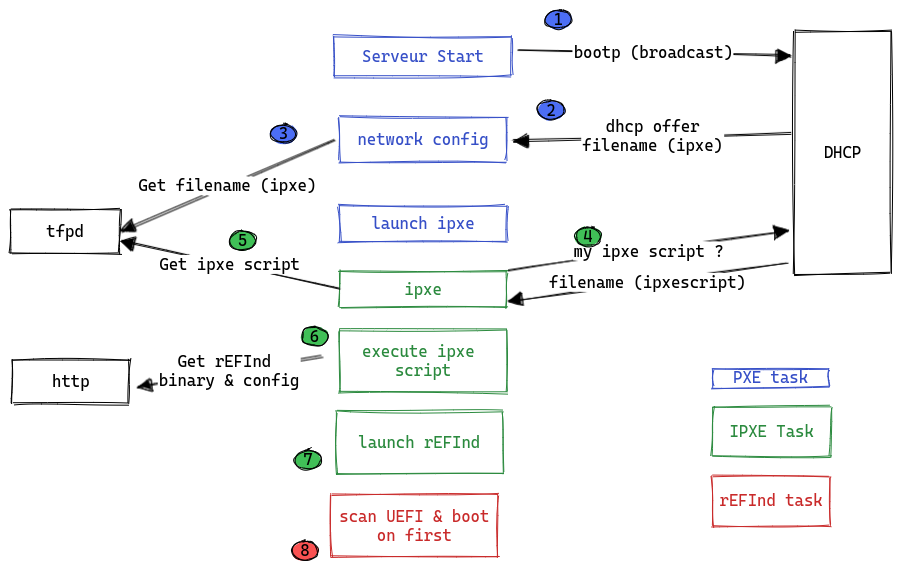 1
Serveur Start
bootp (broadcast)
2
3
network config
dhcp offer
filename (ipxe)
DHCP
Get filename (ipxe)
tfpd
launch ipxe
5
4
my ipxe script ?
Get ipxe script
ipxe
filename (ipxescript)
6
execute ipxe
script
Get rEFInd
binary & config
http
PXE task
launch rEFInd
IPXE Task
7
scan UEFI & boot
on first
rEFInd task
8